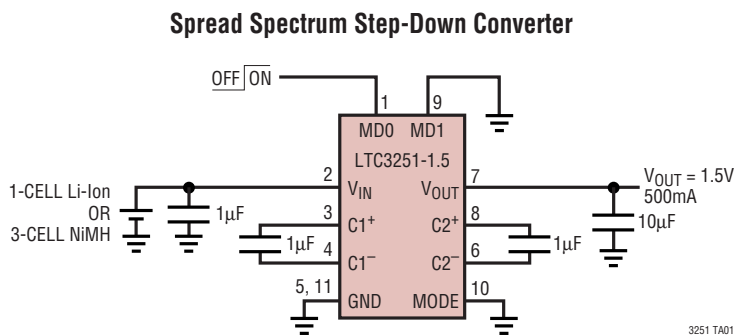 Spread Spectrum Step-Down Converter
OFF ON
1
9
MD0 MD1
LTC3251-1.5
1-CELL Li-Ion
OR
3-CELL NiMH
1µF
2
VIN
VOUT
7
VOUT = 1.5V
500mA
10µF
3
C1+
C2+
8
1µF
1µF
4
C1–
C2–
6
5, 11
GND
MODE
10
3251 TA01